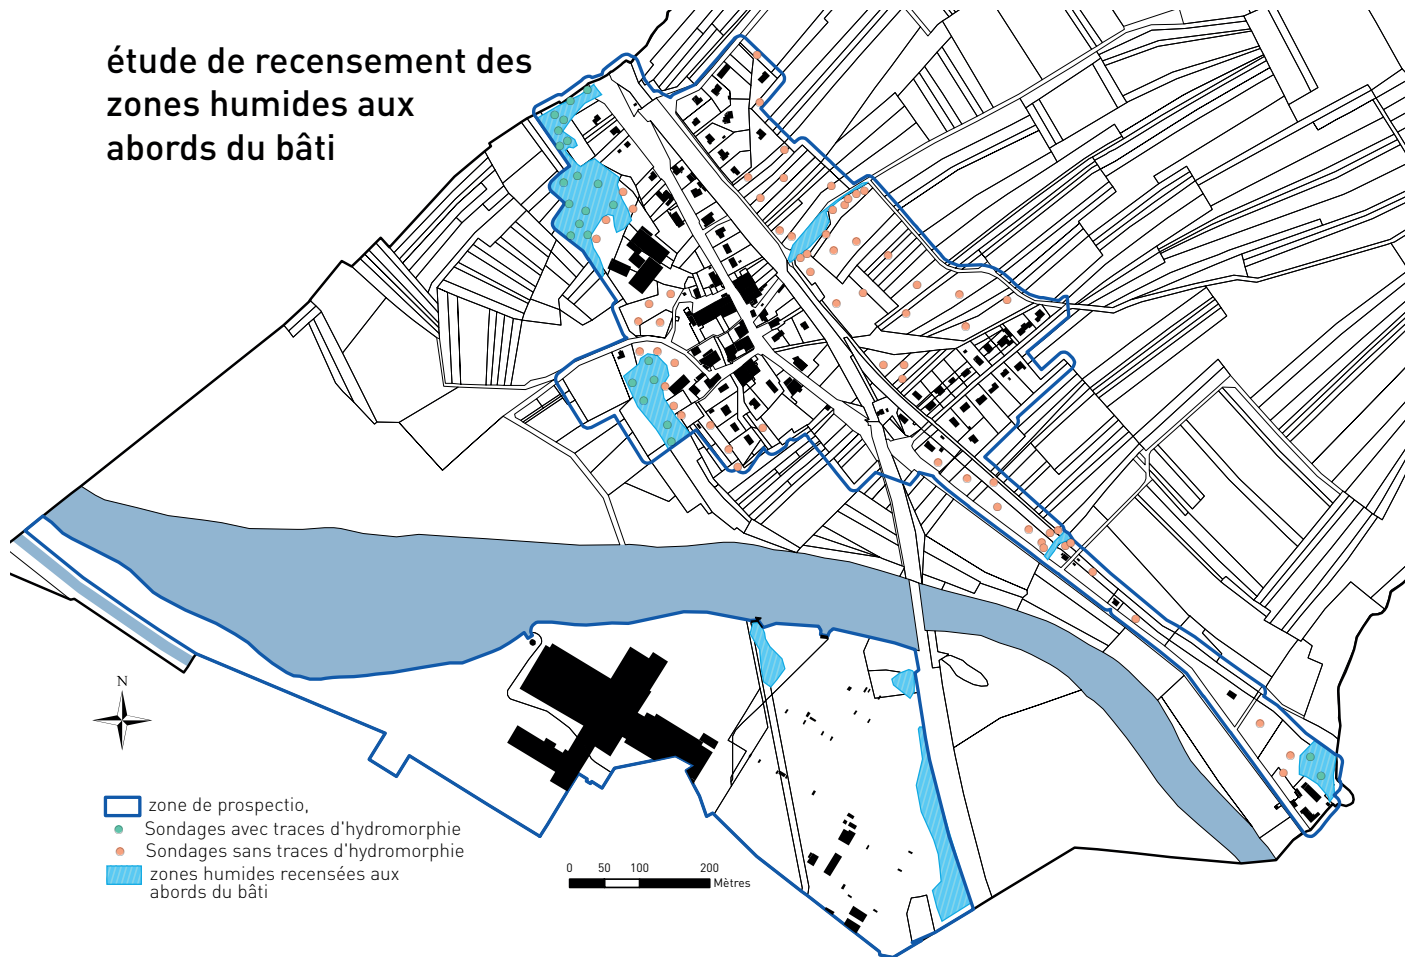 étude de recensement des
zones humides aux
abords du bâti
N
zone de prospectio,
Sondages avec traces d'hydromorphie
Sondages sans traces d'hydromorphie
zones humides recensées aux
abords du bâti
0 50 100 200
Mètres